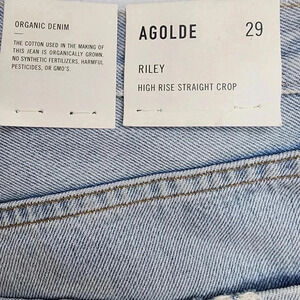 ORGANIC DENIM
THE COTTON USED IN THE MAKING OF
THIS JEAN IS ORGANICALLY GROWN.
NO SYNTHETIC FERTILIZERS, HARMFUL
PESTICIDES, OR GMO'S.
AGOLDE 29
RILEY
HIGH RISE STRAIGHT CROP